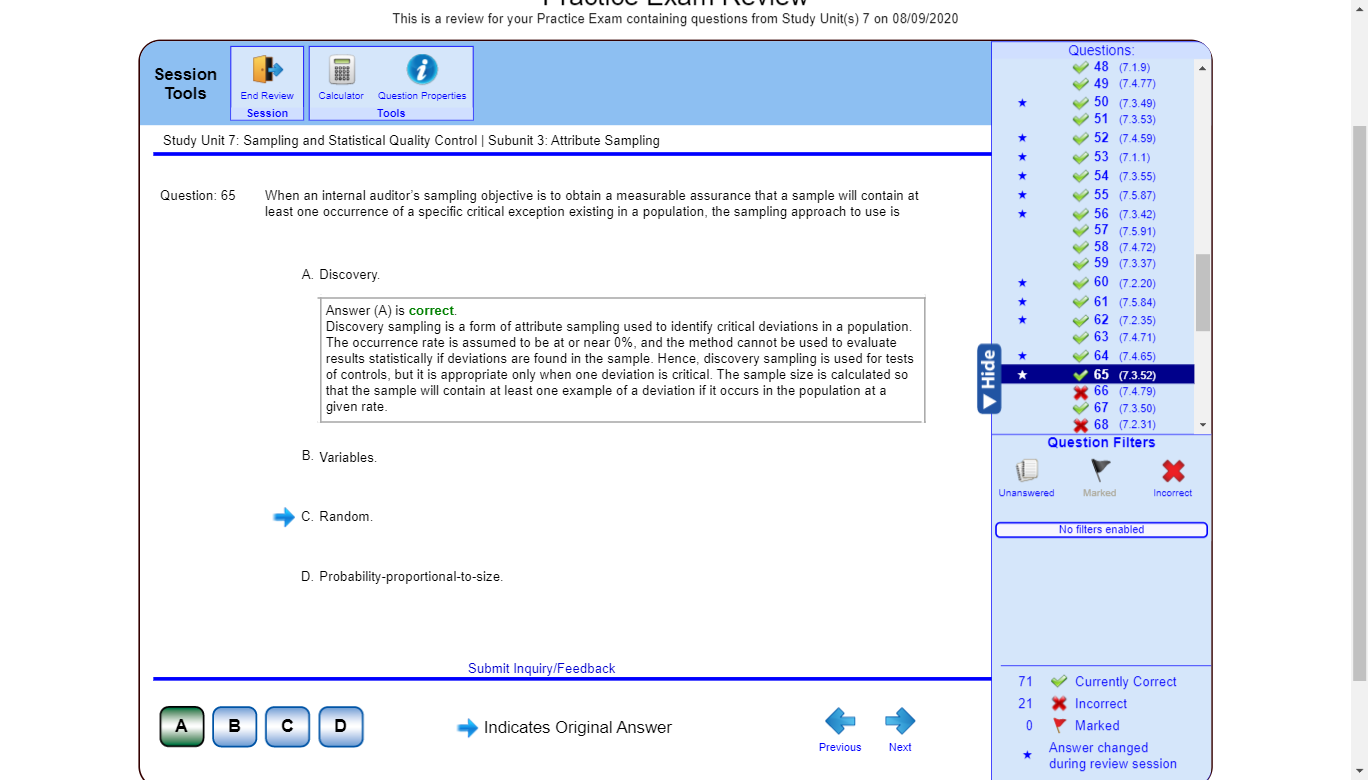 Practice Exam Review
This is a review for your Practice Exam containing questions from Study Unit(s) 7 on 08/09/2020
Session
Tools
End Review
Session
Calculator
Question Properties
Tools
Study Unit 7: Sampling and Statistical Quality Control | Subunit 3: Attribute Sampling
Question: 65
When an internal auditor's sampling objective is to obtain a measurable assurance that a sample will contain at
least one occurrence of a specific critical exception existing in a population, the sampling approach to use is
A. Discovery.
Answer (A) is correct.
Discovery sampling is a form of attribute sampling used to identify critical deviations in a population.
The occurrence rate is assumed to be at or near 0%, and the method cannot be used to evaluate
results statistically if deviations are found in the sample. Hence, discovery sampling is used for tests
of controls, but it is appropriate only when one deviation is critical. The sample size is calculated so
that the sample will contain at least one example of a deviation if it occurs in the population at a
given rate.
B. Variables.
C. Random.
D. Probability-proportional-to-size.
Submit Inquiry/Feedback
A B C D
Indicates Original Answer
Previous
Next
Questions:
48 (7.1.9)
49 (7.4.77)
50 (7.3.49)
51 (7.3.53)
52 (7.4.59)
53 (7.1.1)
54 (7.3.55)
55 (7.5.87)
56 (7.3.42)
57 (7.5.91)
58 (7.4.72)
59 (7.3.37)
60 (7.2.20)
61 (7.5.84)
62 (7.2.35)
63 (7.4.71)
64 (7.4.65)
65 (7.3.52)
66 (7.4.79)
67 (7.3.50)
68 (7.2.31)
Hide
Question Filters
Unanswered
Marked
Incorrect
No filters enabled
71 Currently Correct
21 Incorrect
0 Marked
Answer changed
during review session